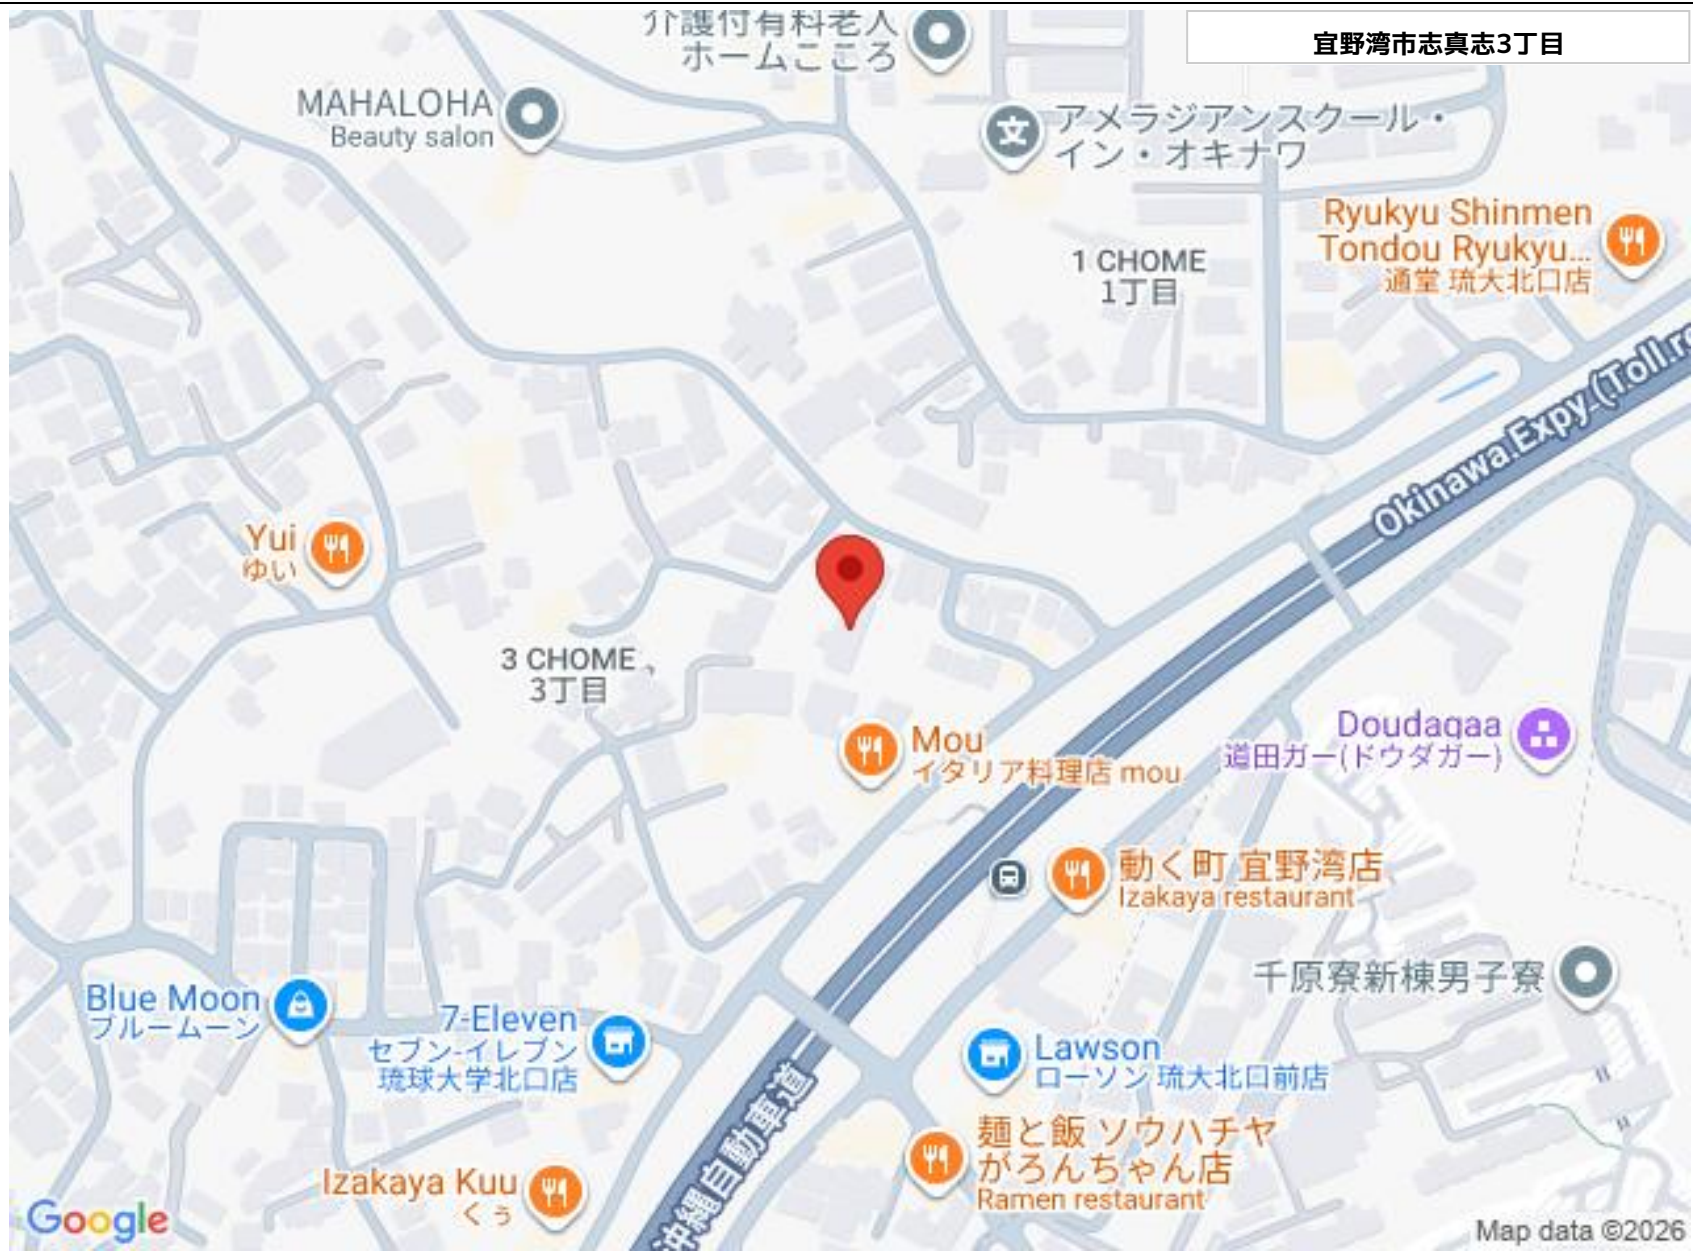 介護付有料老人
ホームこころ
宜野湾市志真志3丁目
MAHALOHA
Beauty salon
アメラジアンスクール・
イン・オキナワ
Ryukyu Shinmen
Tondou Ryukyu...
通堂 琉大北口店
1 CHOME
1丁目
Okinawa Expy (Toll r
Yui
ゆい
3 CHOME
3丁目
Mou
イタリア料理店 mou
Doudagaa
道田ガー(ドウダガー)
動く町 宜野湾店
Izakaya restaurant
千原寮新棟男子寮
Blue Moon
ブルームーン
7-Eleven
セブン-イレブン
琉球大学北口店
Lawson
ローソン 琉大北口前店
沖縄自動車道
麺と飯 ソウハチヤ
がろんちゃん店
Ramen restaurant
Izakaya Kuu
くぅ
Google
Map data ©2026